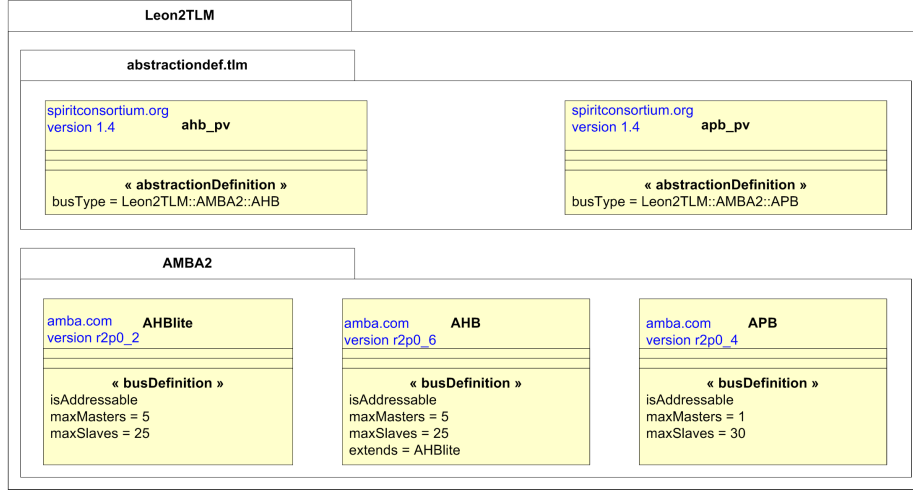 Leon2TLM
abstractiondef.tlm
spiritconsortium.org
version 1.4
ahb_pv
« abstractionDefinition »
busType = Leon2TLM::AMBA2::AHB
spiritconsortium.org
version 1.4
apb_pv
« abstractionDefinition »
busType = Leon2TLM::AMBA2::APB
AMBA2
amba.com
version r2p0_2
AHBlite
« busDefinition »
isAddressable
maxMasters = 5
maxSlaves = 25
amba.com
version r2p0_6
AHB
« busDefinition »
isAddressable
maxMasters = 5
maxSlaves = 25
extends = AHBlite
amba.com
version r2p0_4
APB
« busDefinition »
isAddressable
maxMasters = 1
maxSlaves = 30